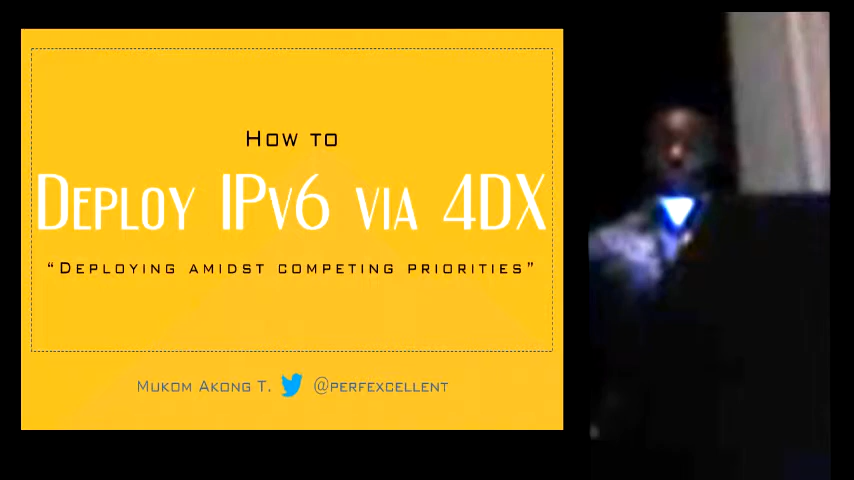 How to
Deploy IPv6 via 4DX
“Deploying amidst competing priorities”
Mukom Akong T. @perfexcellent